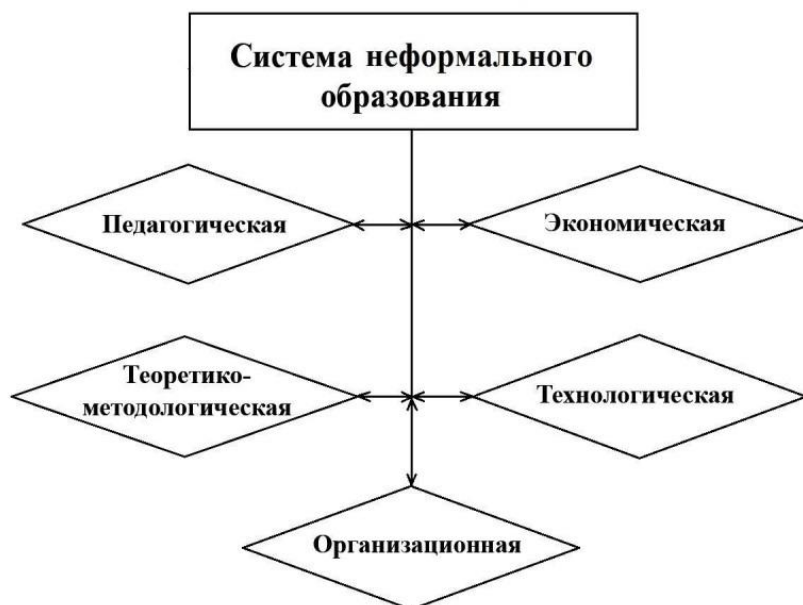 Система неформального
образования
Педагогическая
Экономическая
Теоретико-
методологическая
Технологическая
Организационная